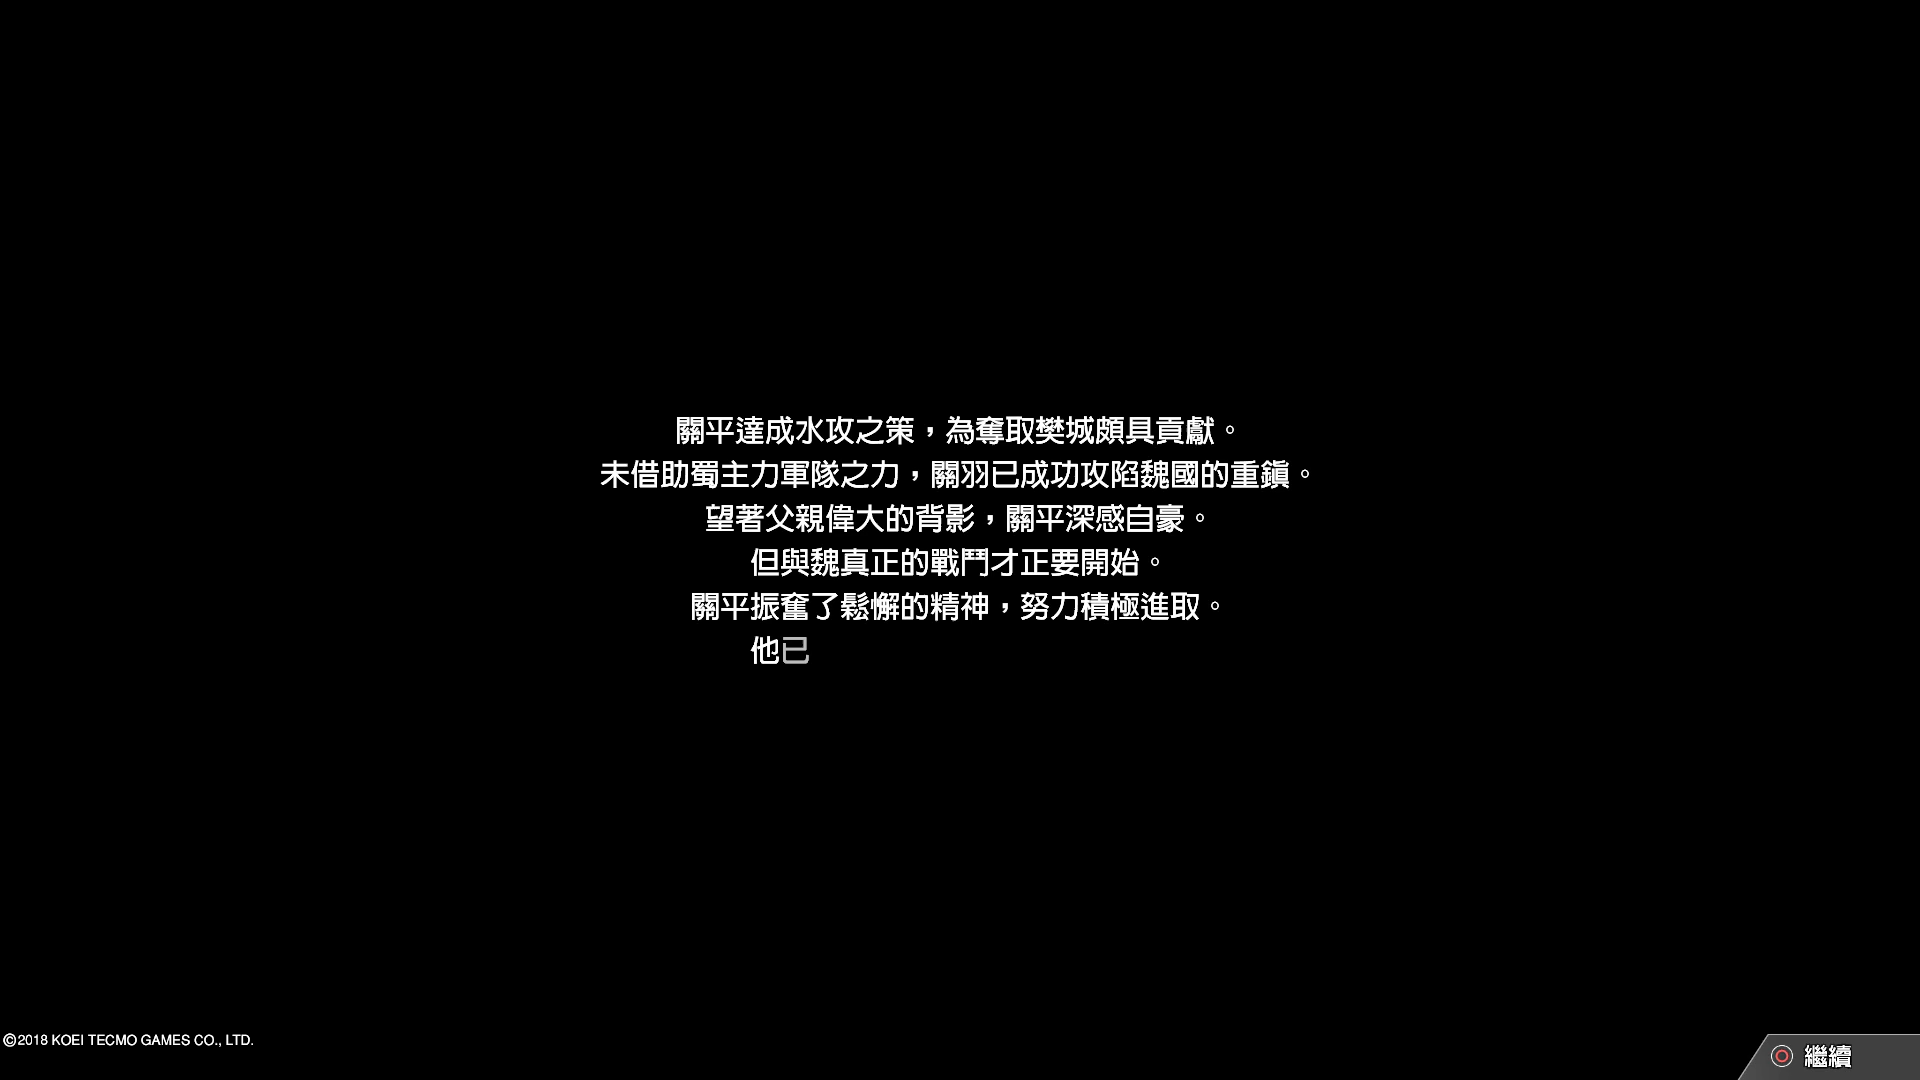 關平達成水攻之策，為奪取樊城頗具貢獻。
未借助蜀主力軍隊之力，關羽已成功攻陷魏國的重鎮。
望著父親偉大的背影，關平深感自豪。
但與魏真正的戰鬥才正要開始。
關平振奮了鬆懈的精神，努力積極進取。
他已
©2018 KOEI TECMO GAMES CO., LTD.
繼續